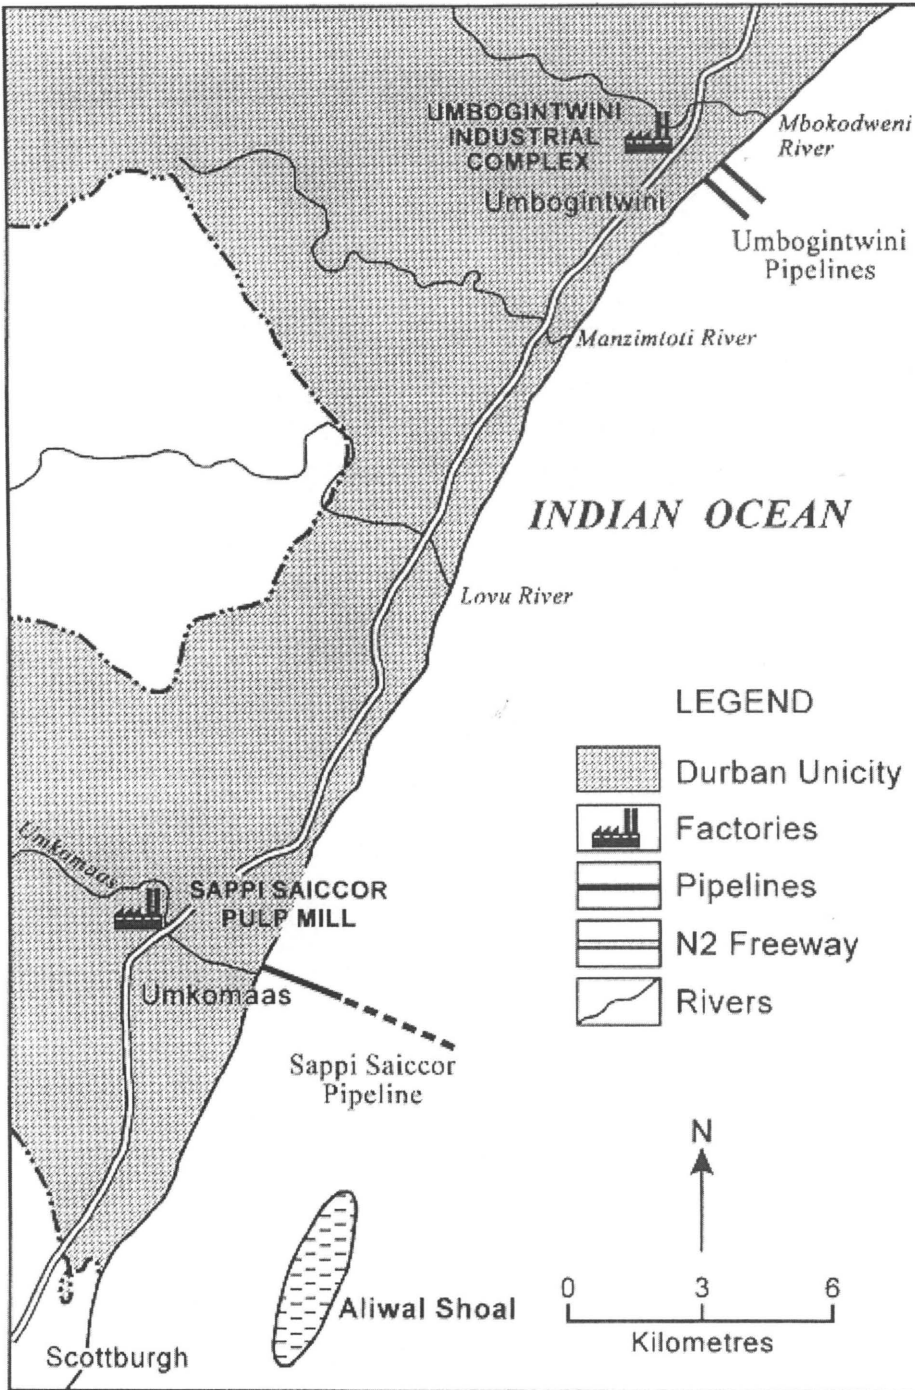 UMBOGINTWINI
INDUSTRIAL
COMPLEX
Mbokodweni
River
Umbogintwini
Umbogintwini
Pipelines
Manzimtoti River
INDIAN OCEAN
Lovu River
LEGEND
Durban Unicity
Factories
Pipelines
N2 Freeway
Rivers
Umkamaas
SAPPI SAICCOR
PULP MILL
Umkomaas
Sappi Saiccor
Pipeline
N
0 3 6
Kilometres
Aliwal Shoal
Scottburgh